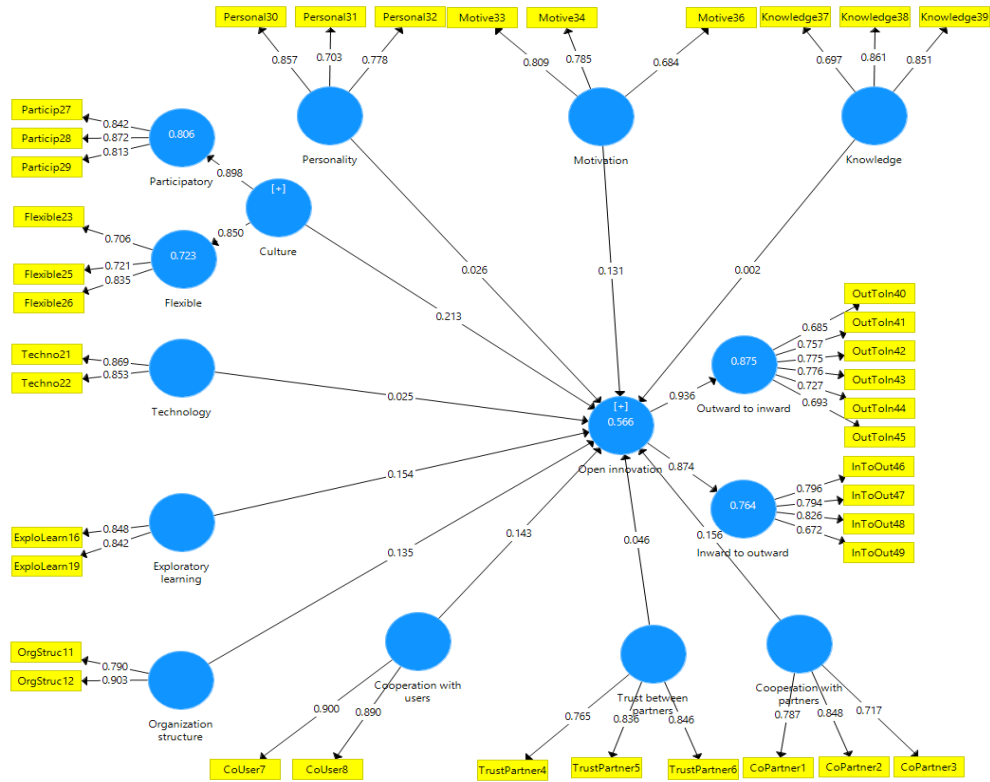 Personal30
Personal31
Personal32
Motive33
Motive34
Motive36
Knowledge37
Knowledge38
Knowledge39
0.857
0.703
0.778
0.809
0.785
0.684
0.697
0.861
0.851
Particip27
Particip28
Particip29
0.842
0.872
0.813
0.806
Participatory
Personality
Motivation
Knowledge
0.898
[+]
Culture
0.850
Flexible23
Flexible25
Flexible26
0.706
0.721
0.835
0.723
Flexible
0.026
0.131
0.002
0.213
Techno21
Techno22
0.869
0.853
Technology
0.025
OutToIn40
OutToIn41
OutToIn42
OutToIn43
OutToIn44
OutToIn45
0.685
0.757
0.775
0.776
0.727
0.693
0.875
Outward to inward
0.936
[+]
0.566
Open innovation
0.874
0.764
Inward to outward
InToOut46
InToOut47
InToOut48
InToOut49
0.796
0.794
0.826
0.672
0.154
ExploLearn16
ExploLearn19
0.848
0.842
Exploratory
learning
0.135
0.143
0.046
0.156
OrgStruc11
OrgStruc12
0.790
0.903
Organization
structure
Cooperation with
users
0.900
0.890
CoUser7
CoUser8
Trust between
partners
0.765
0.836
0.846
TrustPartner4
TrustPartner5
TrustPartner6
Cooperation with
partners
0.787
0.848
0.717
CoPartner1
CoPartner2
CoPartner3